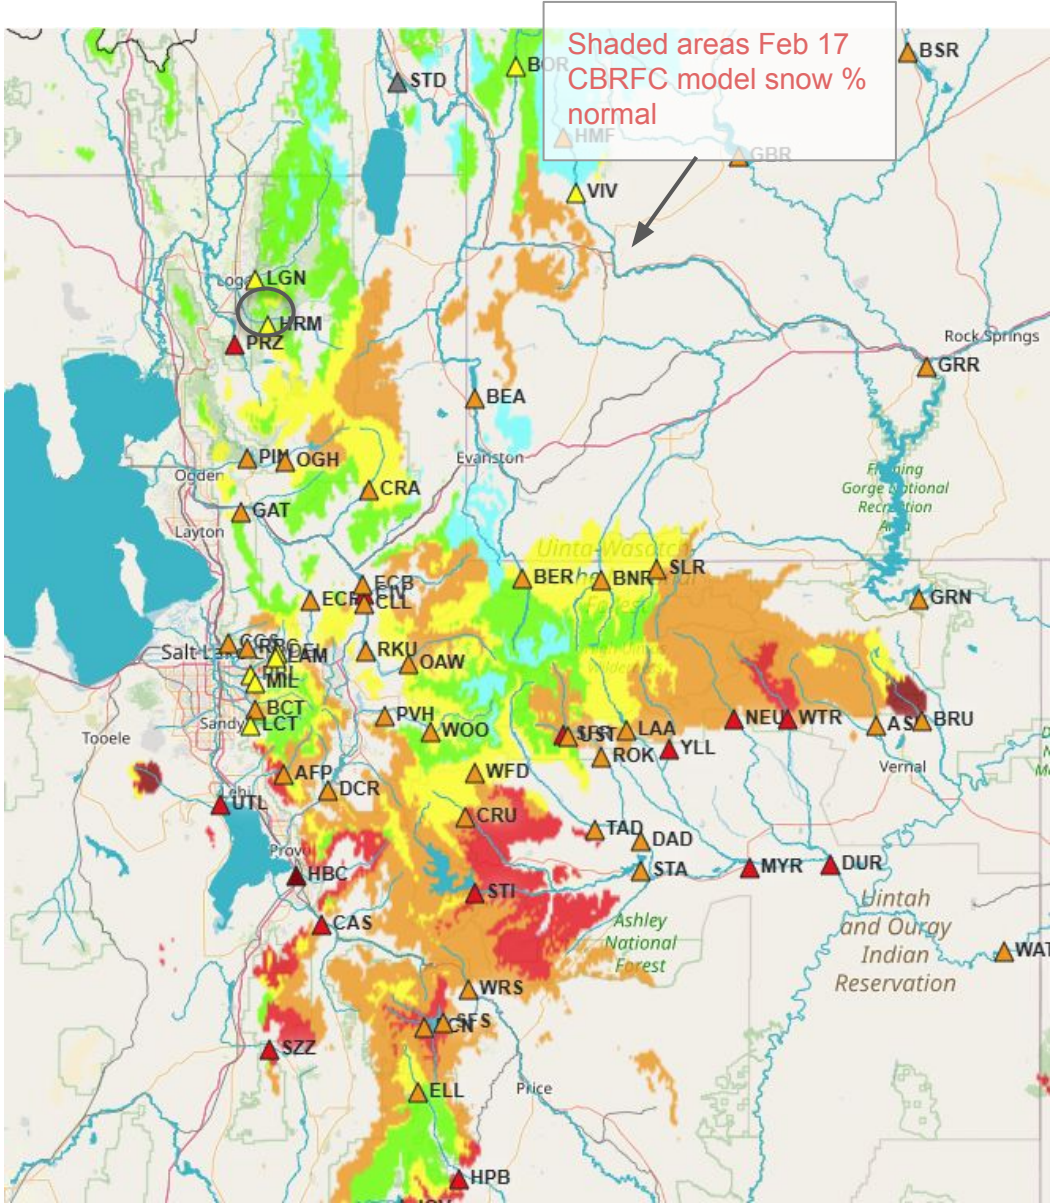 Shaded areas Feb 17
CBRFC model snow %
normal
BSR
STD
BOR
HMF
GBR
VIV
LGN
HRM
PRZ
Rock Springs
GRR
BEA
Evanston
PIN
OGH
Ogden
CRA
Flaming
Gorge National
Recreation
Area
GAT
Layton
Uinta-Wasatch
SLR
BER
BNR
ECB
CLL
GRN
Salt Lake
LAM
RKU
OAW
MIL
BCT
PVH
Sandy
LCT
WOO
LAA
NEU
WTR
AS
BRU
Tooele
ROK
YLL
Vernal
AFP
WFD
DCR
Lehi
UTL
CRU
TAD
DAD
Provo
HBC
STI
STA
MYR
DUR
CAS
Ashley
National
Forest
Uintah
and Ouray
Indian
Reservation
WAT
WRS
SFS
CN
SZZ
Price
ELL
HPB